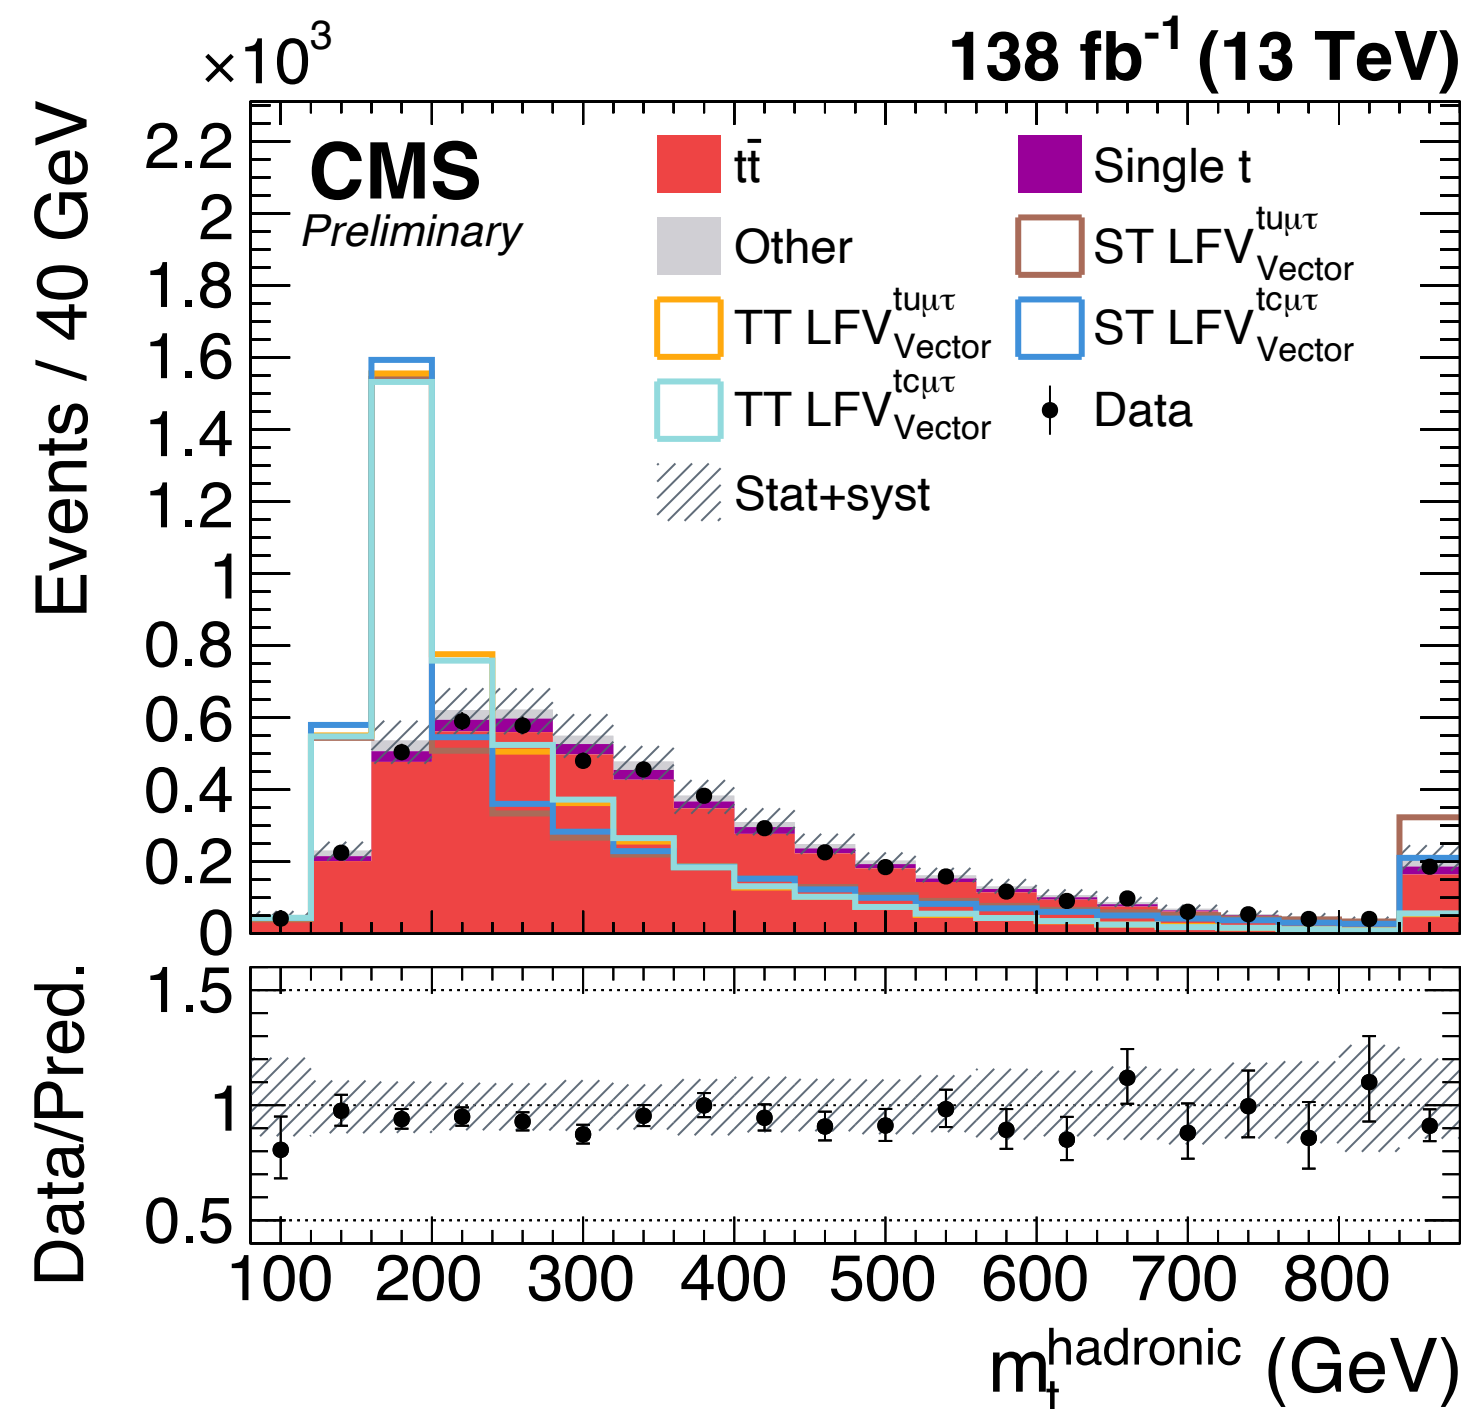 ×10³
138 fb⁻¹ (13 TeV)
Events / 40 GeV
CMS
Preliminary
tt̄
Single t
Other
ST LFV^tuμτ_Vector
TT LFV^tuμτ_Vector
ST LFV^tcμτ_Vector
TT LFV^tcμτ_Vector
Data
Stat+syst
2.2
2
1.8
1.6
1.4
1.2
1
0.8
0.6
0.4
0.2
0
Data/Pred.
1.5
1
0.5
100 200 300 400 500 600 700 800
m_t^hadronic (GeV)